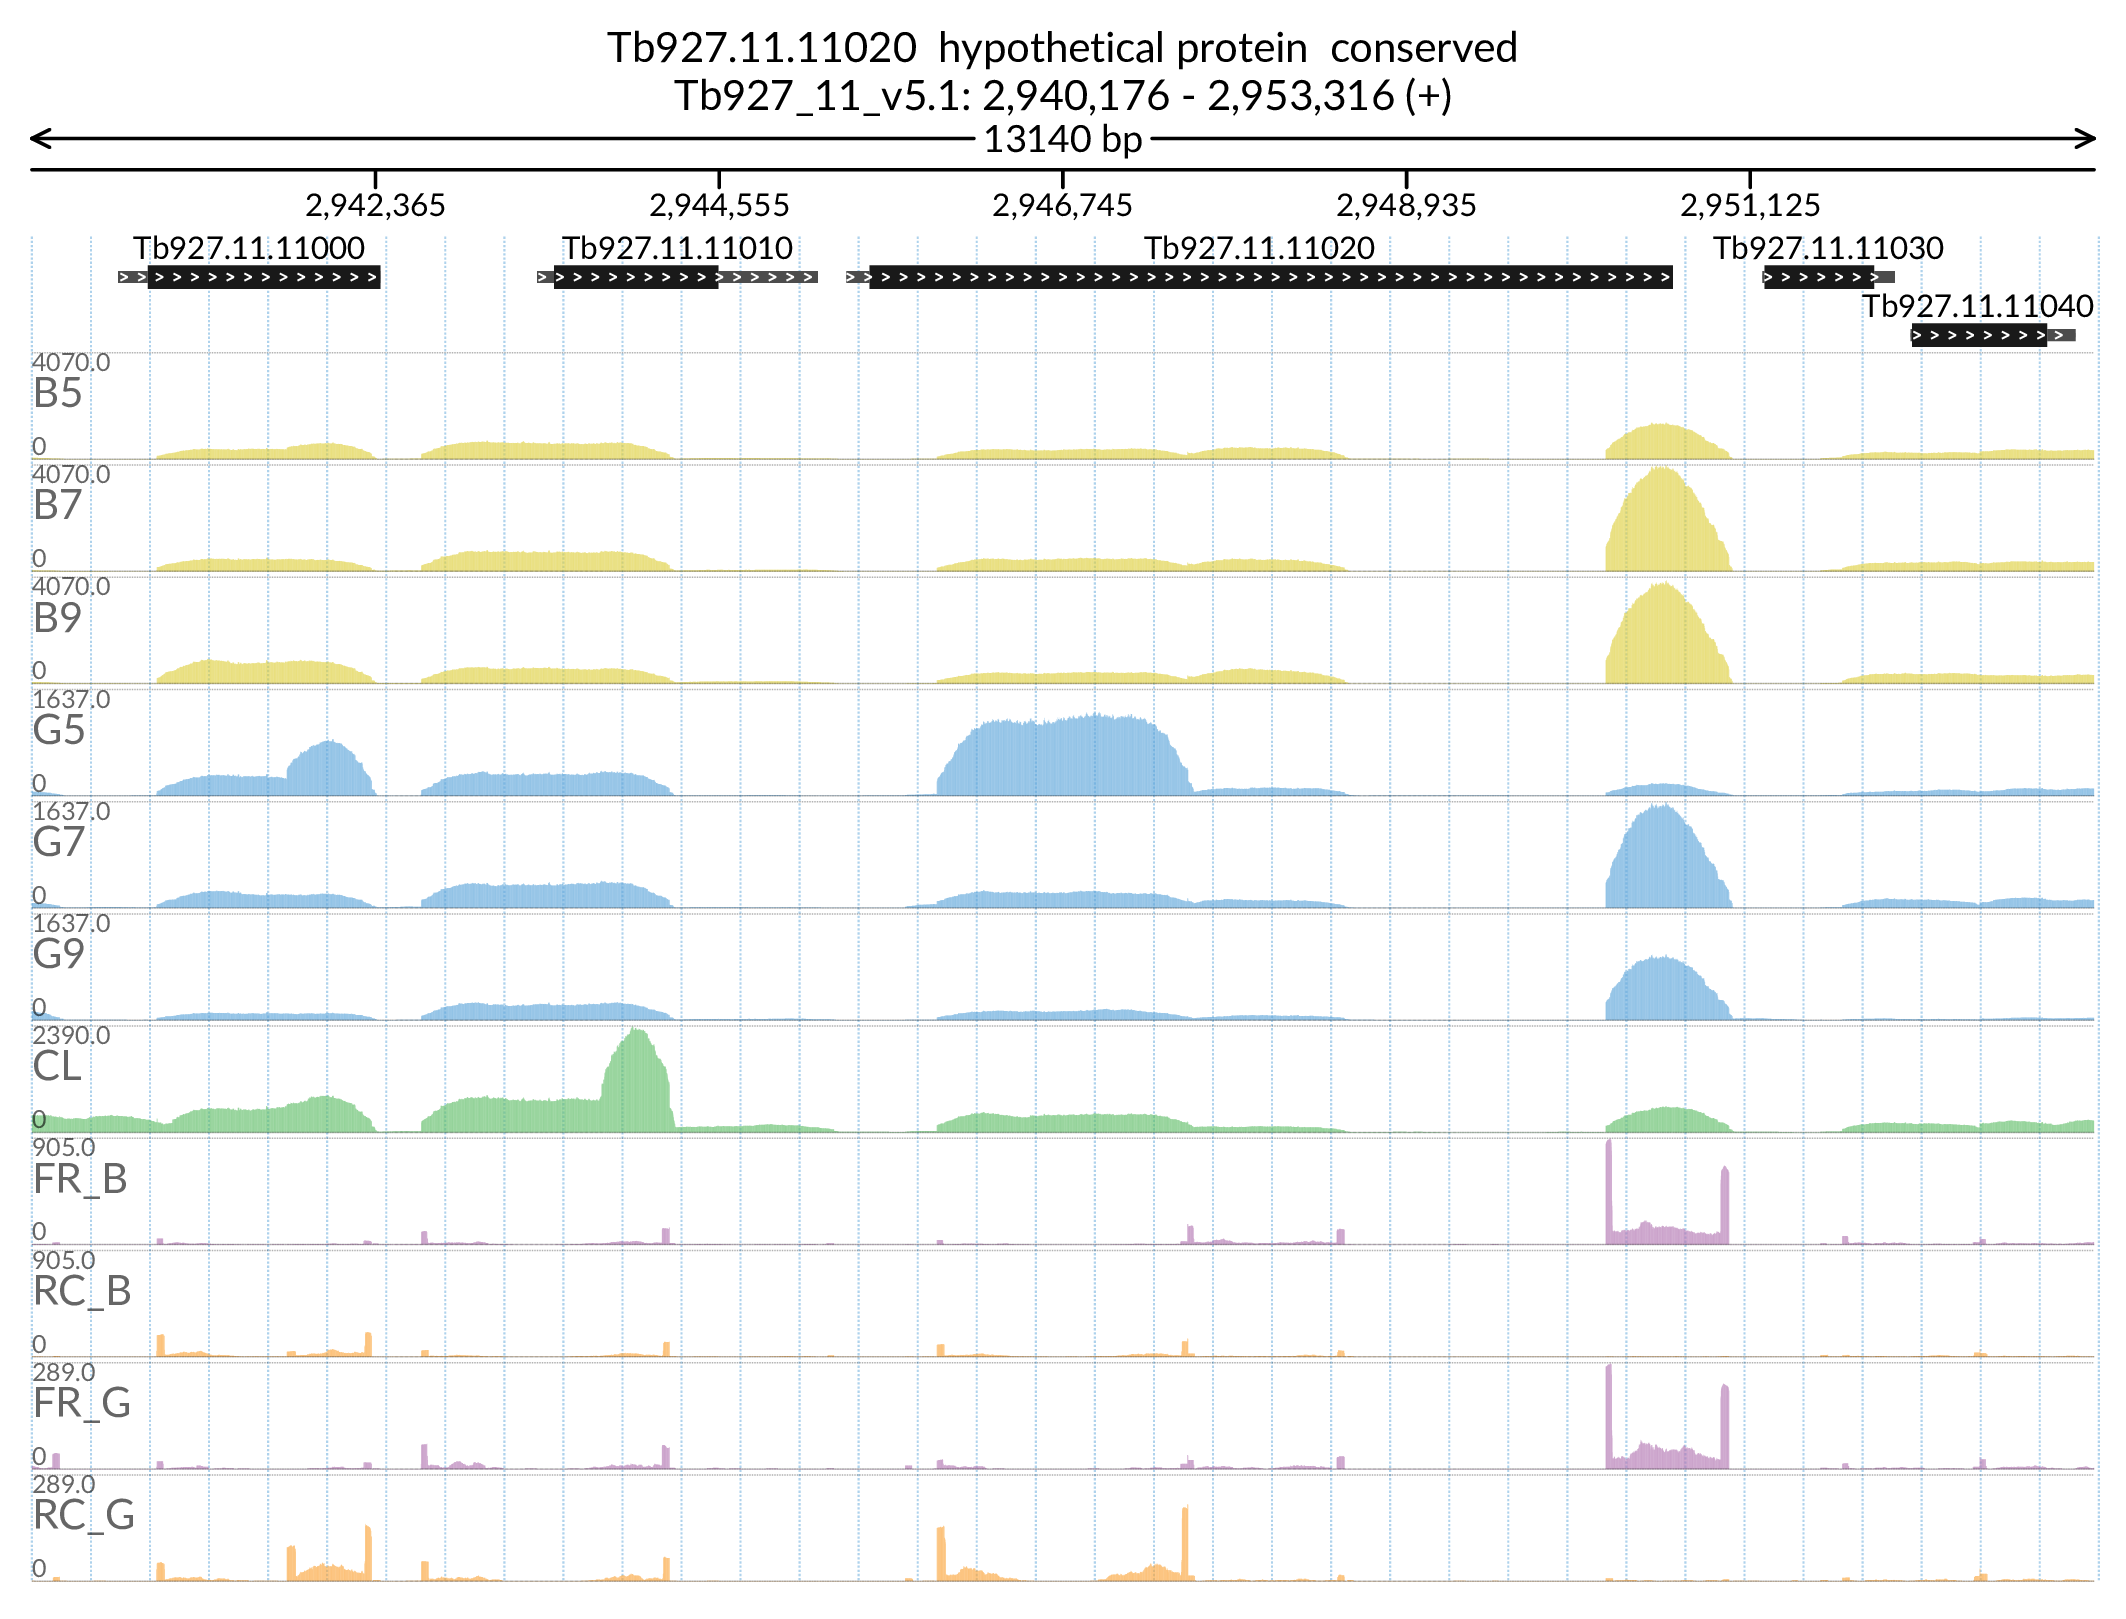 Tb927.11.11020 hypothetical protein conserved
Tb927_11_v5.1: 2,940,176 - 2,953,316 (+)
13140 bp
2,942,365 2,944,555 2,946,745 2,948,935 2,951,125
Tb927.11.11000 Tb927.11.11010 Tb927.11.11020 Tb927.11.11030
Tb927.11.11040
4070.0
B5
0
4070.0
B7
0
4070.0
B9
0
1637.0
G5
0
1637.0
G7
0
1637.0
G9
0
2390.0
CL
0
905.0
FR_B
0
905.0
RC_B
0
289.0
FR_G
0
289.0
RC_G
0